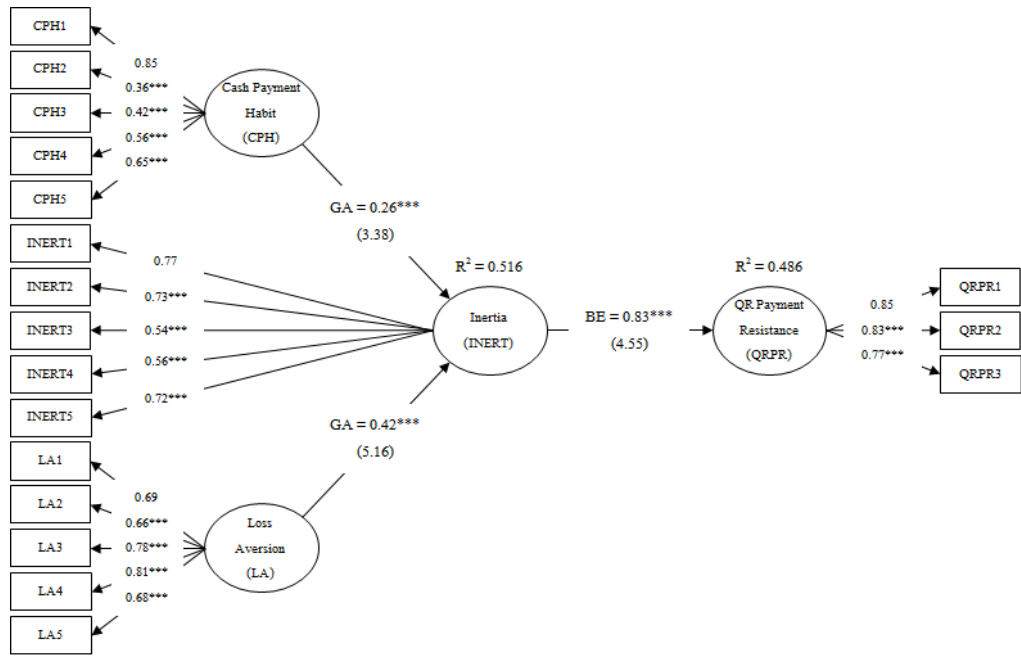 CPH1
CPH2
CPH3
CPH4
CPH5
0.85
0.36***
0.42***
0.56***
0.65***
Cash Payment
Habit
(CPH)
GA = 0.26***
(3.38)
INERT1
INERT2
INERT3
INERT4
INERT5
0.77
0.73***
0.54***
0.56***
0.72***
R² = 0.516
Inertia
(INERT)
BE = 0.83***
(4.55)
R² = 0.486
QR Payment
Resistance
(QRPR)
0.85
0.83***
0.77***
QRPR1
QRPR2
QRPR3
GA = 0.42***
(5.16)
LA1
LA2
LA3
LA4
LA5
0.69
0.66***
0.78***
0.81***
0.68***
Loss
Aversion
(LA)